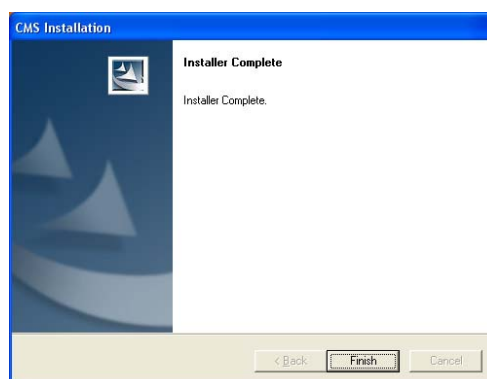 CMS Installation
Installer Complete
Installer Complete.
< Back
Finish
Cancel